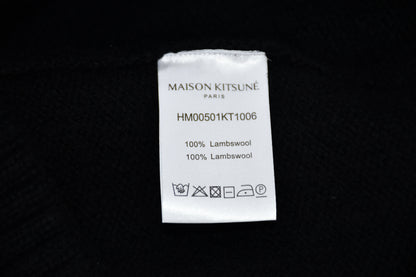 MAISON KITSUNÉ
PARIS
HM00501KT1006
100% Lambswool
100% Lambswool